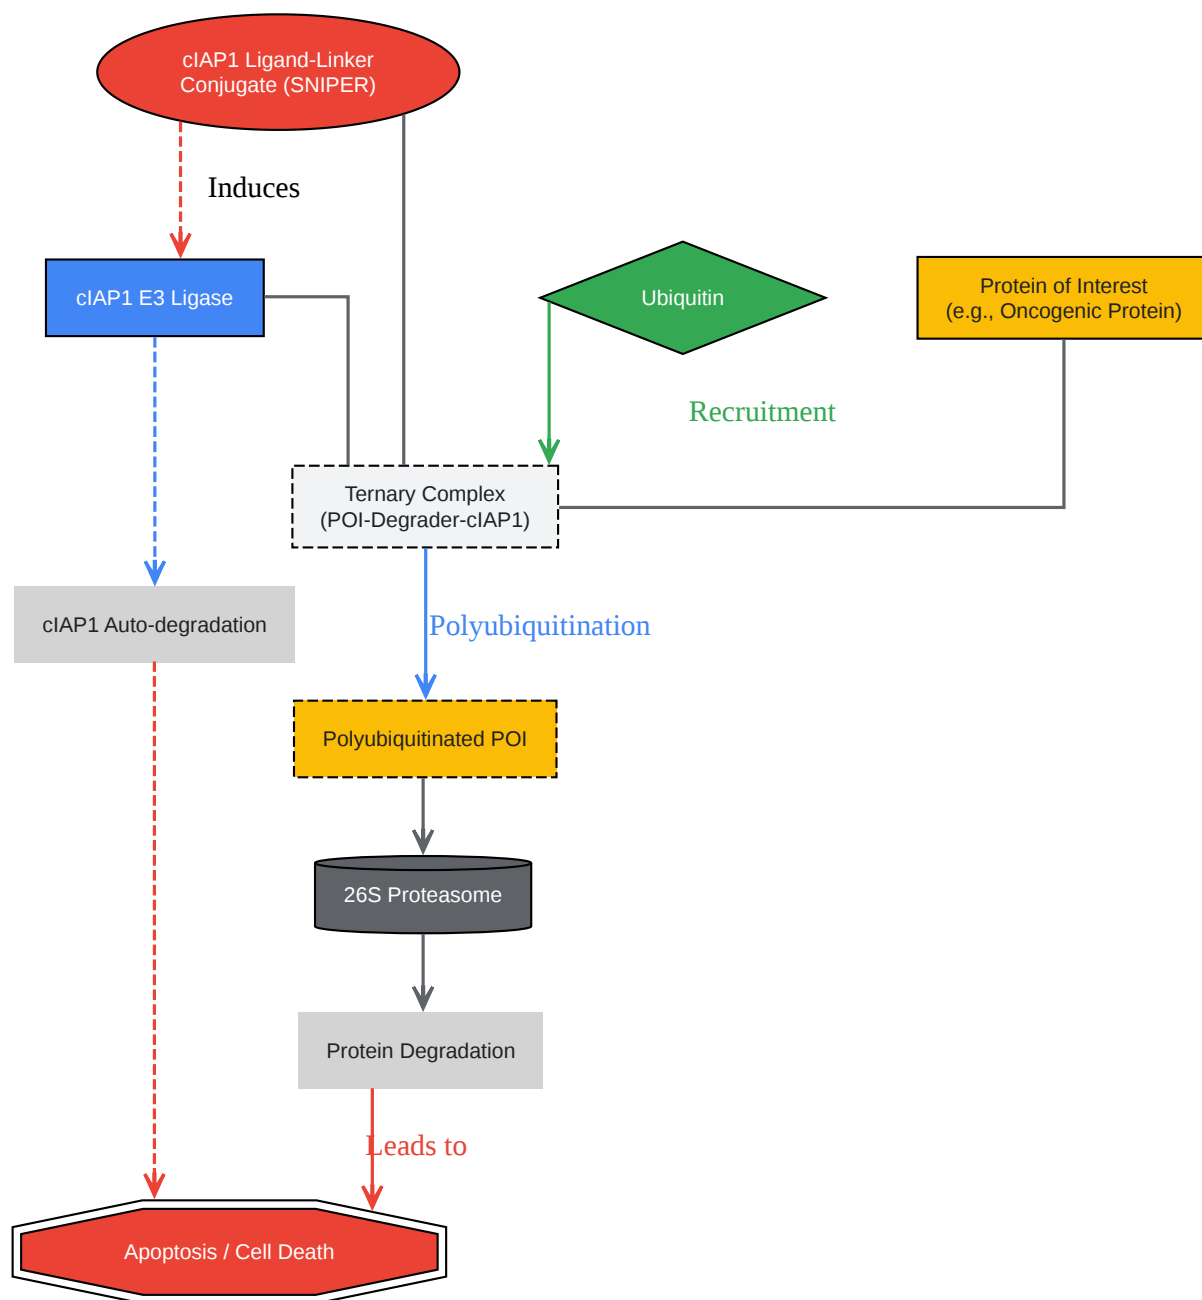 cIAP1 Ligand-Linker
Conjugate (SNIPER)
Induces
cIAP1 E3 Ligase
Ubiquitin
Protein of Interest
(e.g., Oncogenic Protein)
Recruitment
Ternary Complex
(POI-Degrader-cIAP1)
cIAP1 Auto-degradation
Polyubiquitination
Polyubiquitinated POI
26S Proteasome
Protein Degradation
Leads to
Apoptosis / Cell Death